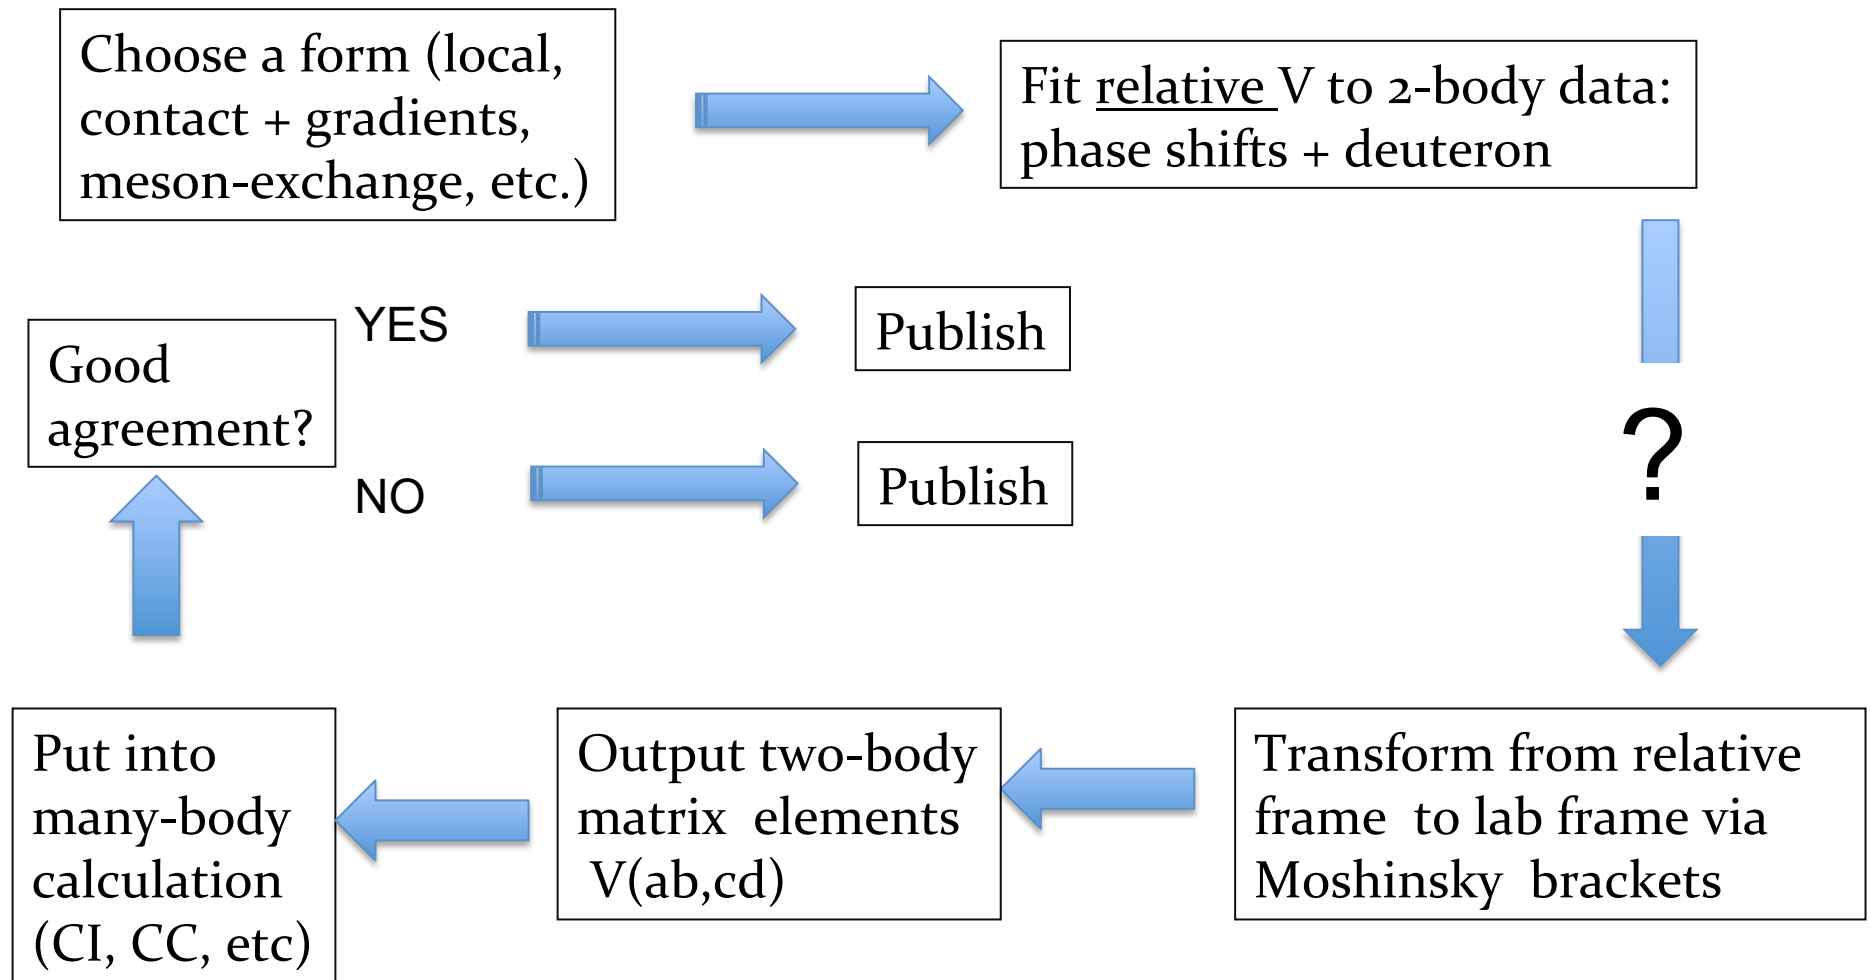 Choose a form (local,
contact + gradients,
meson-exchange, etc.)
Fit relative V to 2-body data:
phase shifts + deuteron
?
Transform from relative
frame to lab frame via
Moshinsky brackets
Output two-body
matrix elements
V(ab,cd)
Put into
many-body
calculation
(CI, CC, etc)
Good
agreement?
YES
Publish
NO
Publish